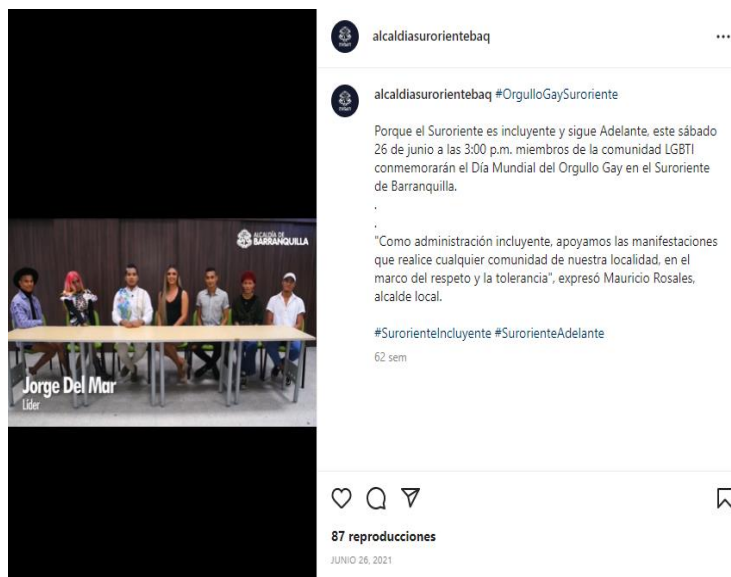 alcaldiasurorientebaq
alcaldiasurorientebaq #OrgulloGaySuroriente
Porque el Suroriente es incluyente y sigue Adelante, este sábado
26 de junio a las 3:00 p.m. miembros de la comunidad LGBTI
conmemorarán el Día Mundial del Orgullo Gay en el Suroriente
de Barranquilla.
.
.
"Como administración incluyente, apoyamos las manifestaciones
que realice cualquier comunidad de nuestra localidad, en el
marco del respeto y la tolerancia", expresó Mauricio Rosales,
alcalde local.
#SurorienteIncluyente #SurorienteAdelante
62 sem
ALCALDÍA DE
BARRANQUILLA
Jorge Del Mar
Líder
87 reproducciones
JUNIO 26, 2021